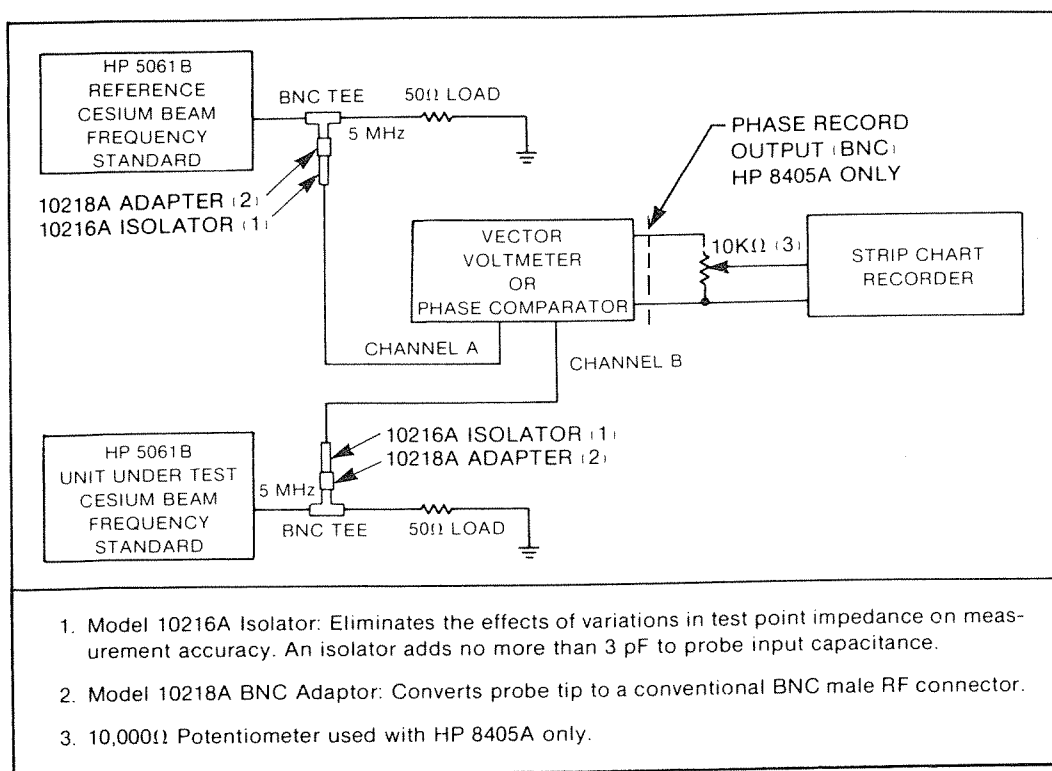 HP 5061B
REFERENCE
CESIUM BEAM
FREQUENCY
STANDARD
BNC TEE
50Ω LOAD
5 MHz
10218A ADAPTER (2)
10216A ISOLATOR (1)
PHASE RECORD
OUTPUT (BNC)
HP 8405A ONLY
VECTOR
VOLTMETER
OR
PHASE COMPARATOR
10KΩ (3)
STRIP CHART
RECORDER
CHANNEL A
CHANNEL B
10216A ISOLATOR (1)
10218A ADAPTER (2)
HP 5061B
UNIT UNDER TEST
CESIUM BEAM
FREQUENCY
STANDARD
5 MHz
BNC TEE
50Ω LOAD
1. Model 10216A Isolator: Eliminates the effects of variations in test point impedance on meas-
urement accuracy. An isolator adds no more than 3 pF to probe input capacitance.
2. Model 10218A BNC Adaptor: Converts probe tip to a conventional BNC male RF connector.
3. 10,000Ω Potentiometer used with HP 8405A only.